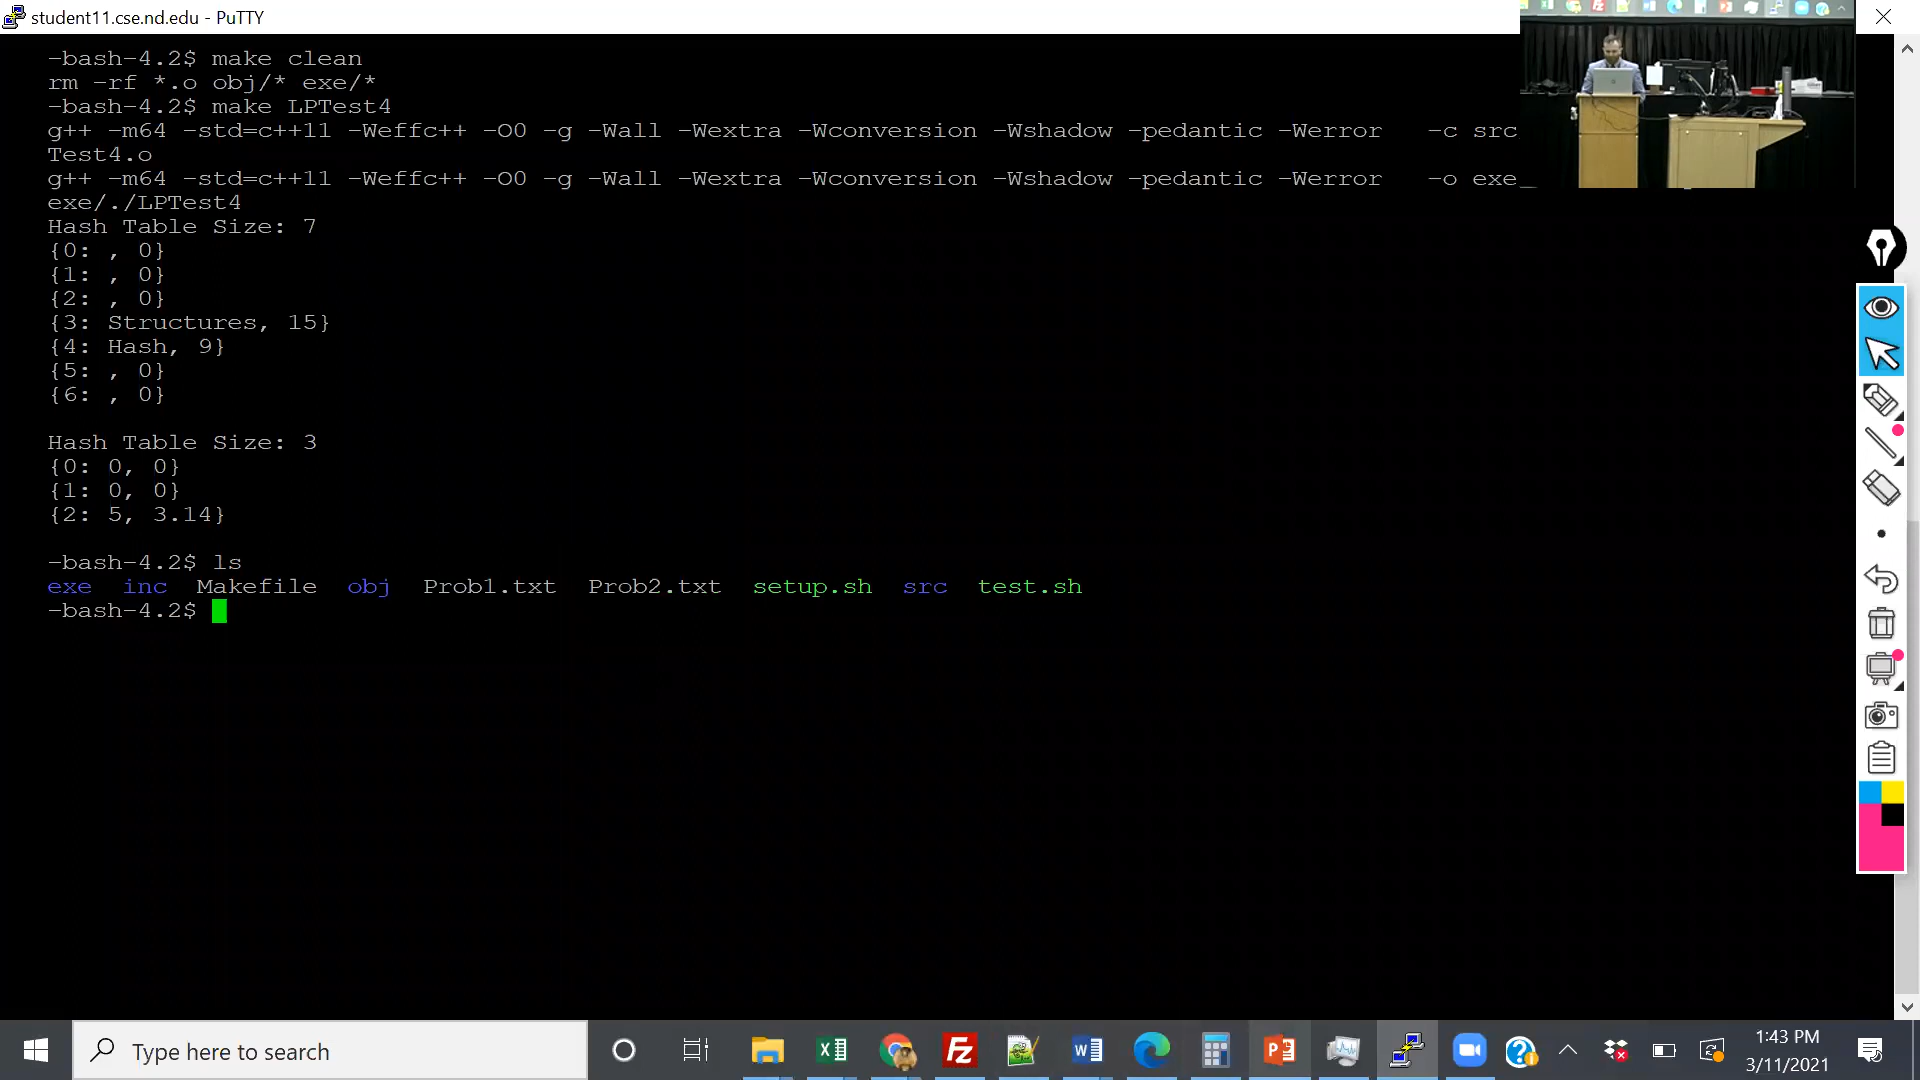 student11.cse.nd.edu - PuTTY
-bash-4.2$ make clean
rm -rf *.o obj/* exe/*
-bash-4.2$ make LPTest4
g++ -m64 -std=c++11 -Weffc++ -O0 -g -Wall -Wextra -Wconversion -Wshadow -pedantic -Werror   -c src
Test4.o
g++ -m64 -std=c++11 -Weffc++ -O0 -g -Wall -Wextra -Wconversion -Wshadow -pedantic -Werror   -o exe
exe/./LPTest4
Hash Table Size: 7
{0: , 0}
{1: , 0}
{2: , 0}
{3: Structures, 15}
{4: Hash, 9}
{5: , 0}
{6: , 0}
Hash Table Size: 3
{0: 0, 0}
{1: 0, 0}
{2: 5, 3.14}
-bash-4.2$ ls
exe  inc  Makefile  obj  Prob1.txt  Prob2.txt  setup.sh  src  test.sh
-bash-4.2$
Type here to search
1:43 PM
3/11/2021